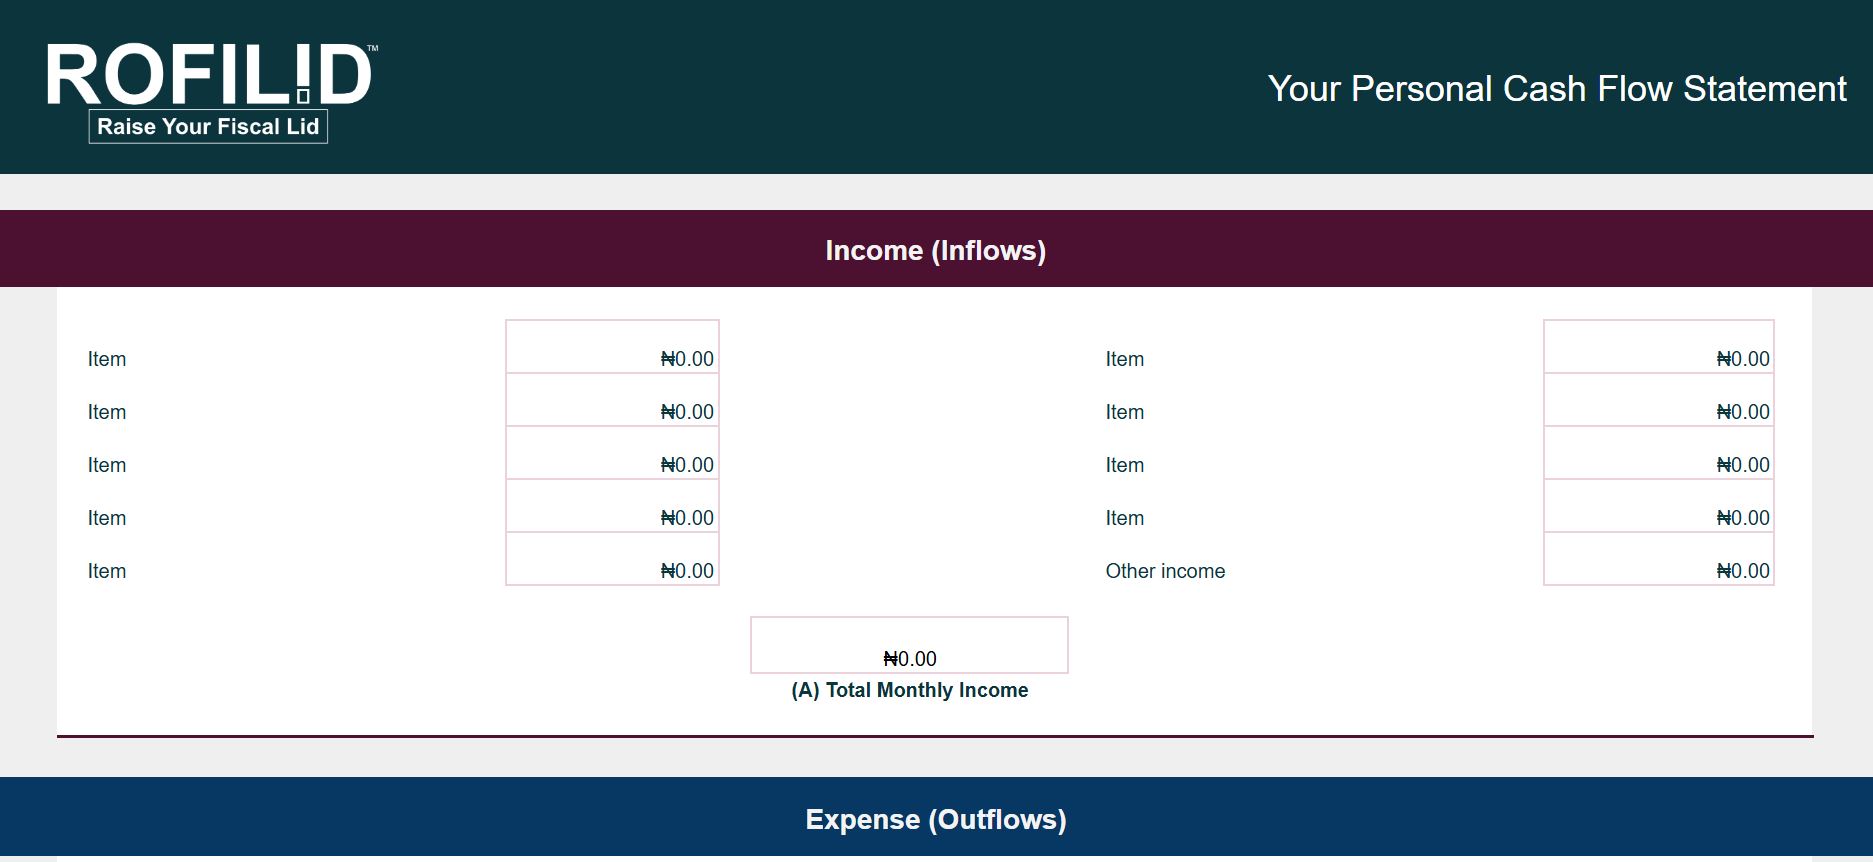 ROFILID™
Raise Your Fiscal Lid
Your Personal Cash Flow Statement
Income (Inflows)
Item ₦0.00 Item ₦0.00
Item ₦0.00 Item ₦0.00
Item ₦0.00 Item ₦0.00
Item ₦0.00 Item ₦0.00
Item ₦0.00 Other income ₦0.00
₦0.00
(A) Total Monthly Income
Expense (Outflows)